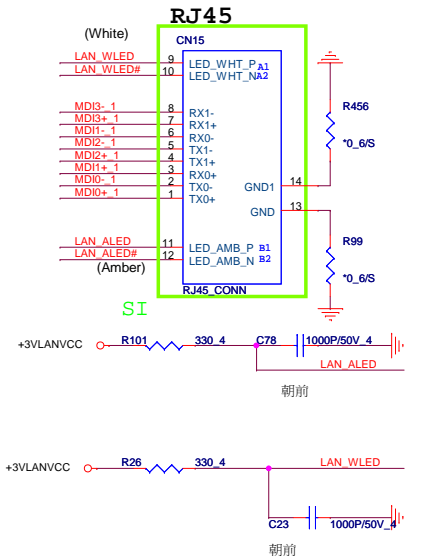 RJ45
(White)
CN15
LAN_WLED 9 LED_WHT_P A1
LAN_WLED# 10 LED_WHT_N A2
MDI3-_1 8 RX1-
MDI3+_1 7 RX1+
MDI1-_1 6 RX0-
MDI2-_1 5 TX1-
MDI2+_1 4 TX1+
MDI1+_1 3 RX0+
MDI0-_1 2 TX0-
MDI0+_1 1 TX0+
R456
*0_6/S
GND1 14
GND 13
R99
*0_6/S
LAN_ALED 11 LED_AMB_P B1
LAN_ALED# 12 LED_AMB_N B2
(Amber)
RJ45_CONN
SI
+3VLANVCC R101 330_4 C78 1000P/50V_4
LAN_ALED
朝前
+3VLANVCC R26 330_4 LAN_WLED
C23 1000P/50V_4
朝前